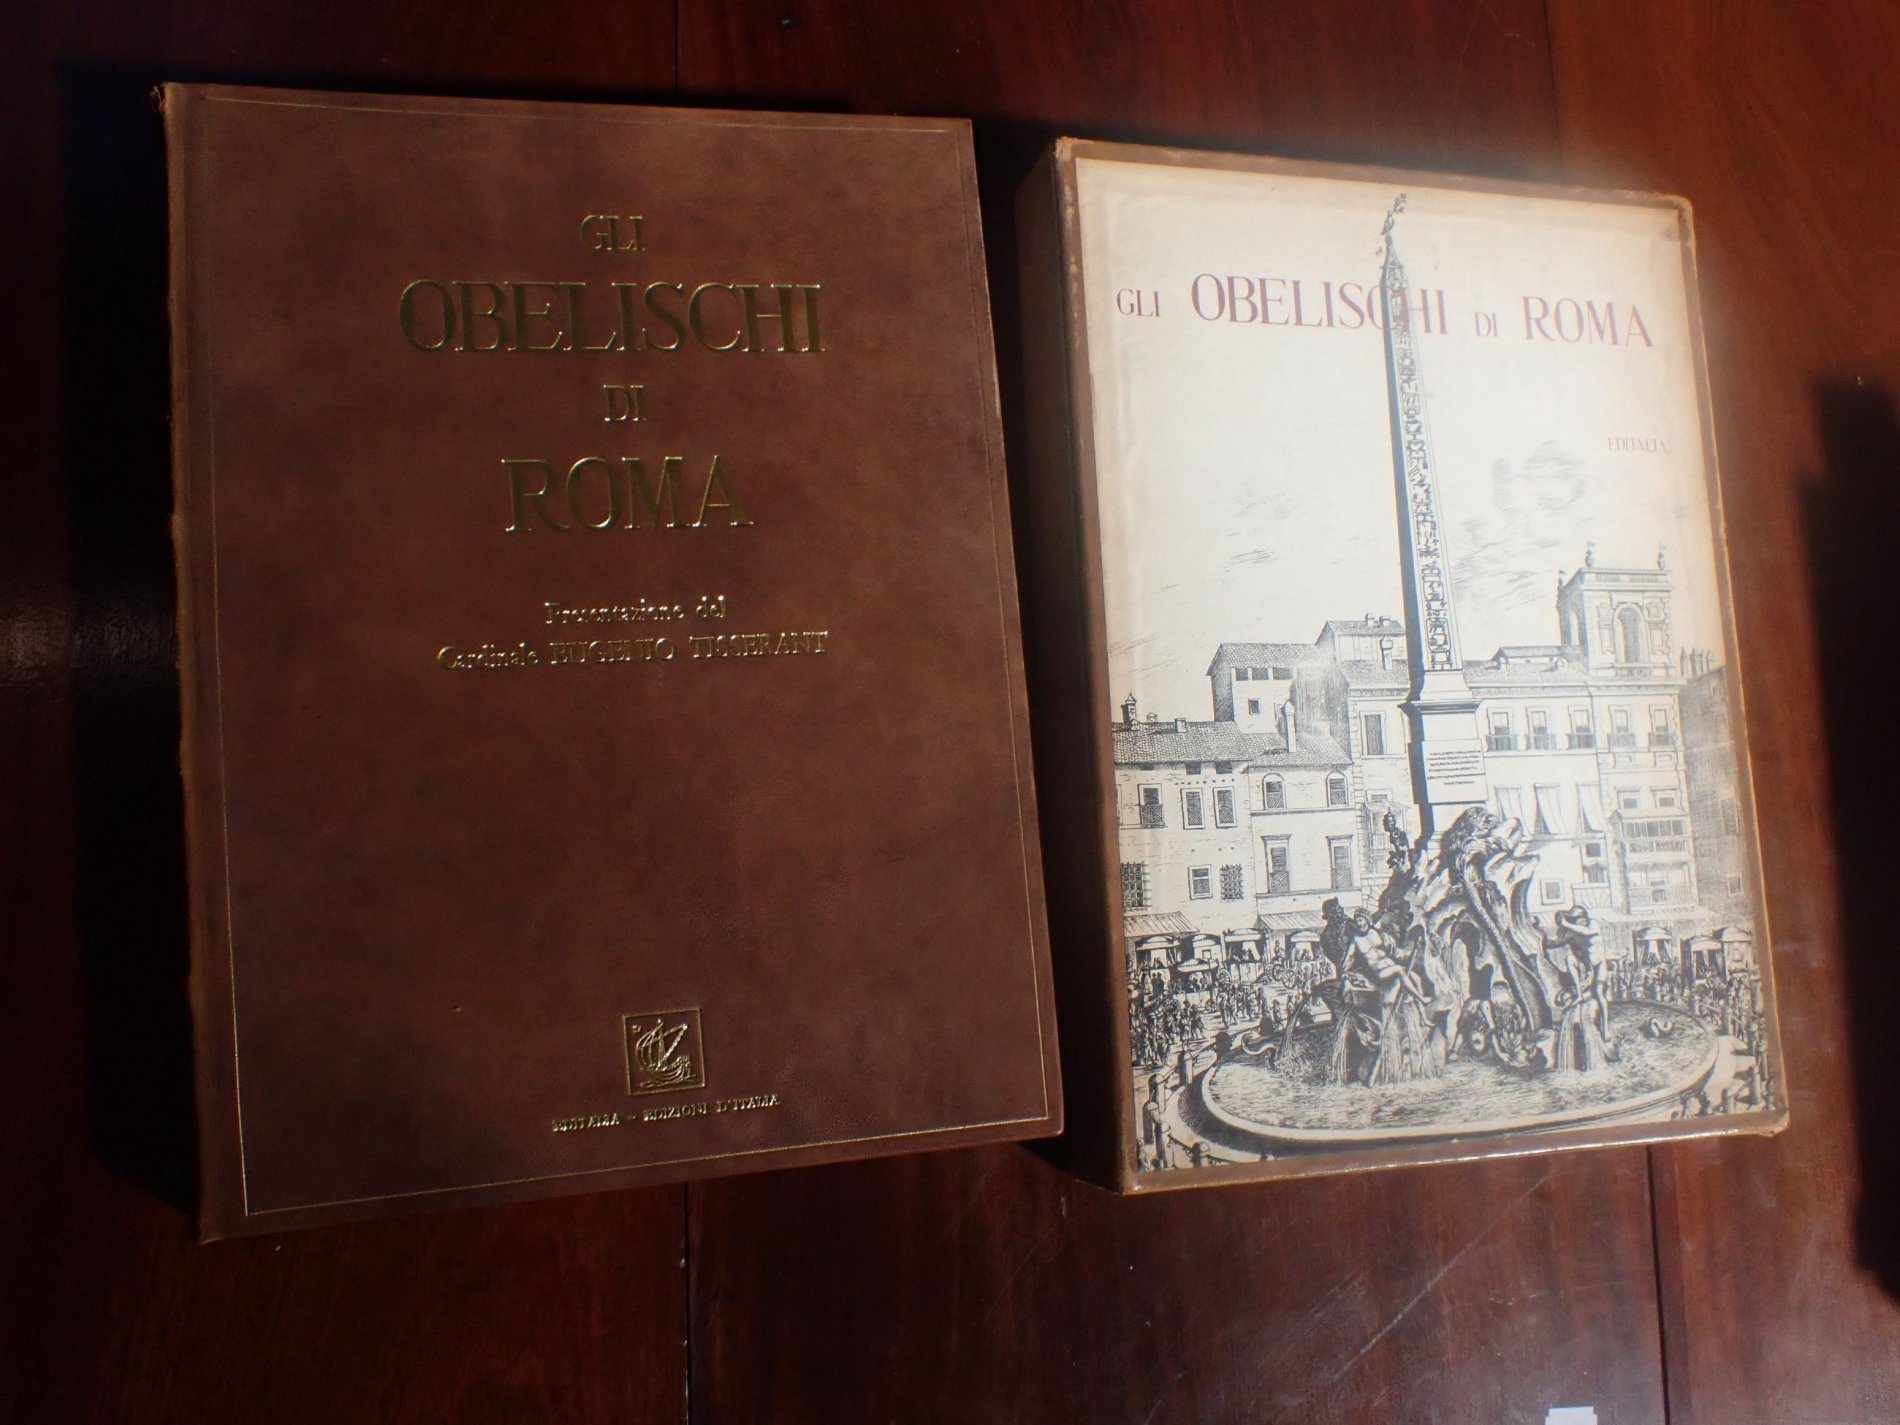 GLI
OBELISCHI
DI
ROMA
Presentazione del
Cardinale EUGENIO TISSERANT
EDITALIA - EDIZIONI D'ITALIA
GLI OBELISCHI DI ROMA
EDITALIA